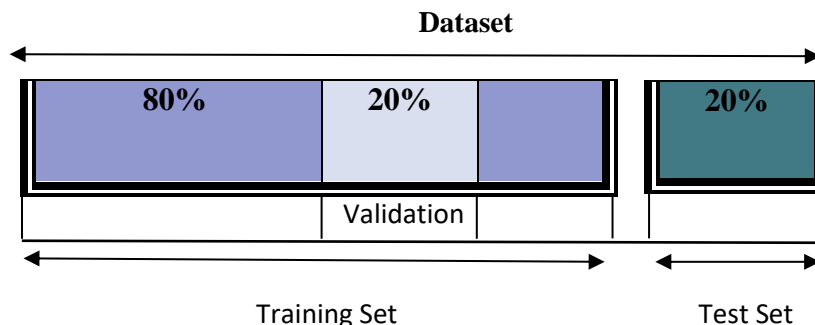 Dataset
80% 20% 20%
Validation
Training Set Test Set